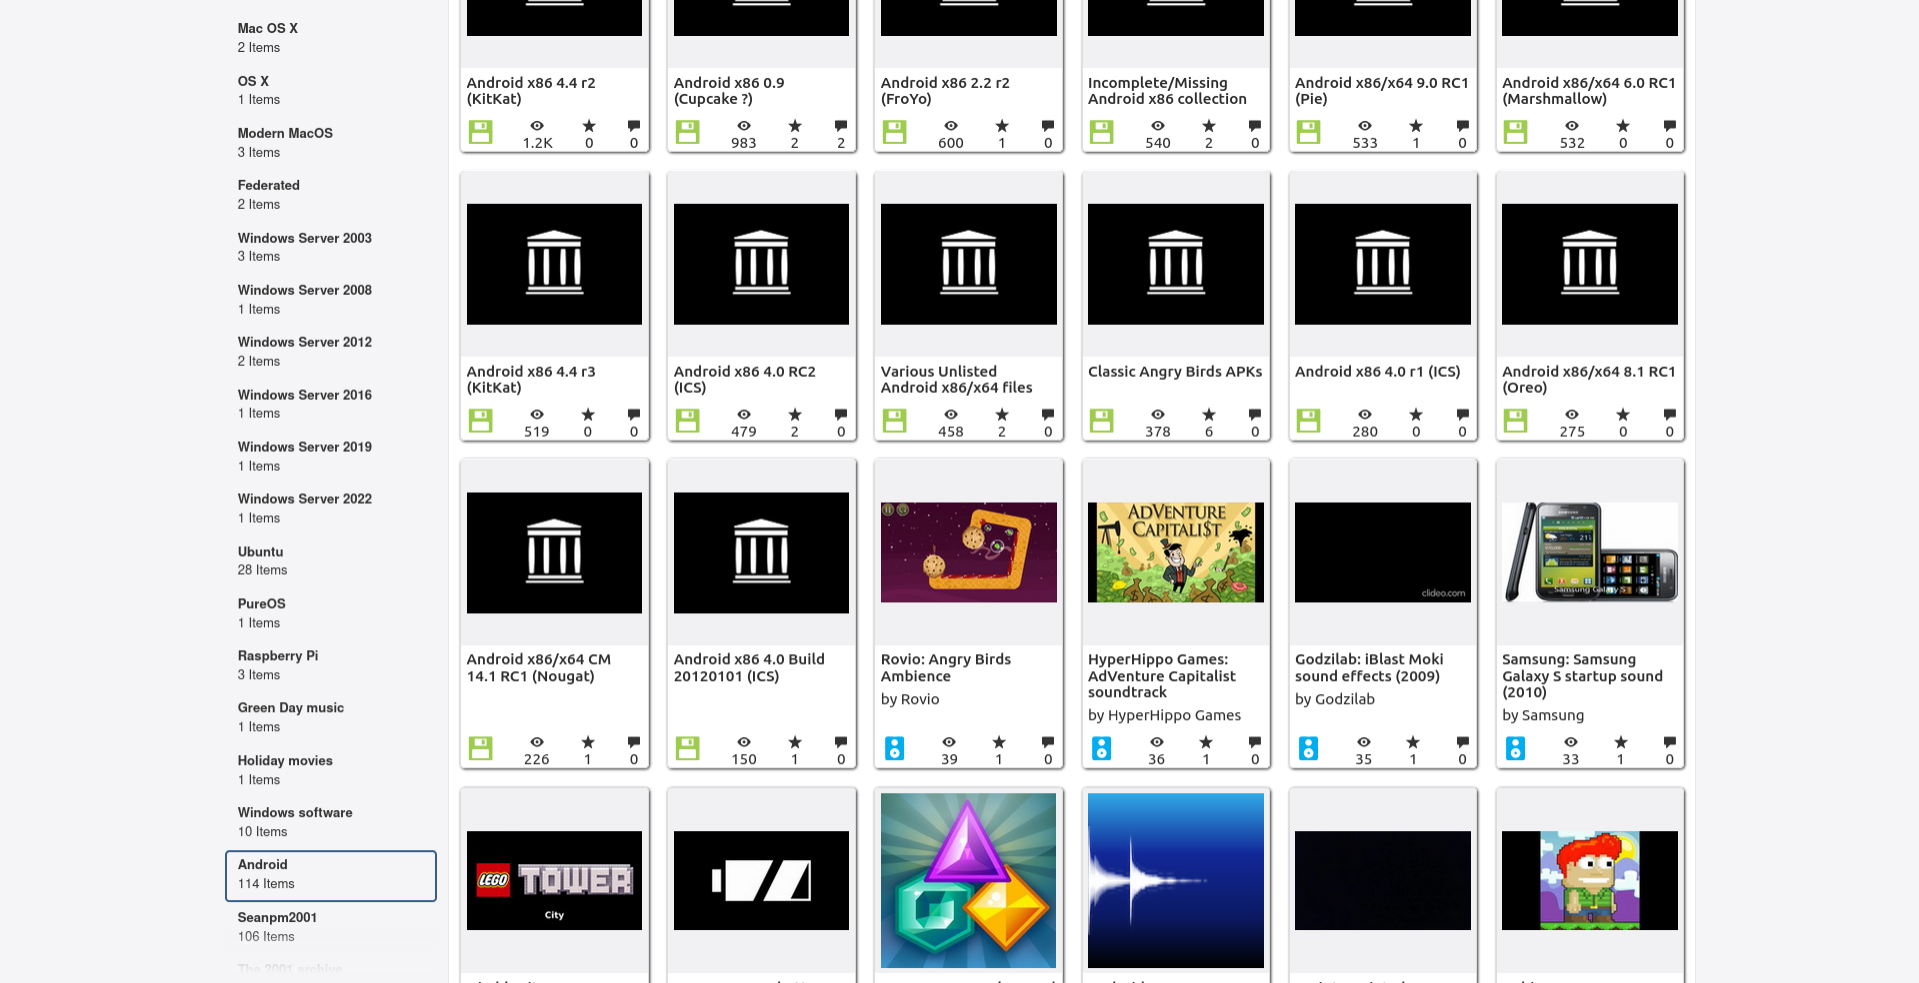 Mac OS X
2 Items
OS X
1 Items
Modern MacOS
3 Items
Federated
2 Items
Windows Server 2003
3 Items
Windows Server 2008
1 Items
Windows Server 2012
2 Items
Windows Server 2016
1 Items
Windows Server 2019
1 Items
Windows Server 2022
1 Items
Ubuntu
28 Items
PureOS
1 Items
Raspberry Pi
3 Items
Green Day music
1 Items
Holiday movies
1 Items
Windows software
10 Items
Android
114 Items
Seanpm2001
106 Items
The 2001 archive
Android x86 4.4 r2
(KitKat)
1.2K 0 0
Android x86 0.9
(Cupcake ?)
983 2 2
Android x86 2.2 r2
(FroYo)
600 1 0
Incomplete/Missing
Android x86 collection
540 2 0
Android x86/x64 9.0 RC1
(Pie)
533 1 0
Android x86/x64 6.0 RC1
(Marshmallow)
532 0 0
Android x86 4.4 r3
(KitKat)
519 0 0
Android x86 4.0 RC2
(ICS)
479 2 0
Various Unlisted
Android x86/x64 files
458 2 0
Classic Angry Birds APKs
378 6 0
Android x86 4.0 r1 (ICS)
280 0 0
Android x86/x64 8.1 RC1
(Oreo)
275 0 0
Android x86/x64 CM
14.1 RC1 (Nougat)
226 1 0
Android x86 4.0 Build
20120101 (ICS)
150 1 0
Rovio: Angry Birds
Ambience
by Rovio
39 1 0
ADVENTURE
CAPITALI$T
HyperHippo Games:
AdVenture Capitalist
soundtrack
by HyperHippo Games
36 1 0
clideo.com
Godzilab: iBlast Moki
sound effects (2009)
by Godzilab
35 1 0
Samsung Galaxy S
Samsung: Samsung
Galaxy S startup sound
(2010)
by Samsung
33 1 0
LEGO TOWER
City